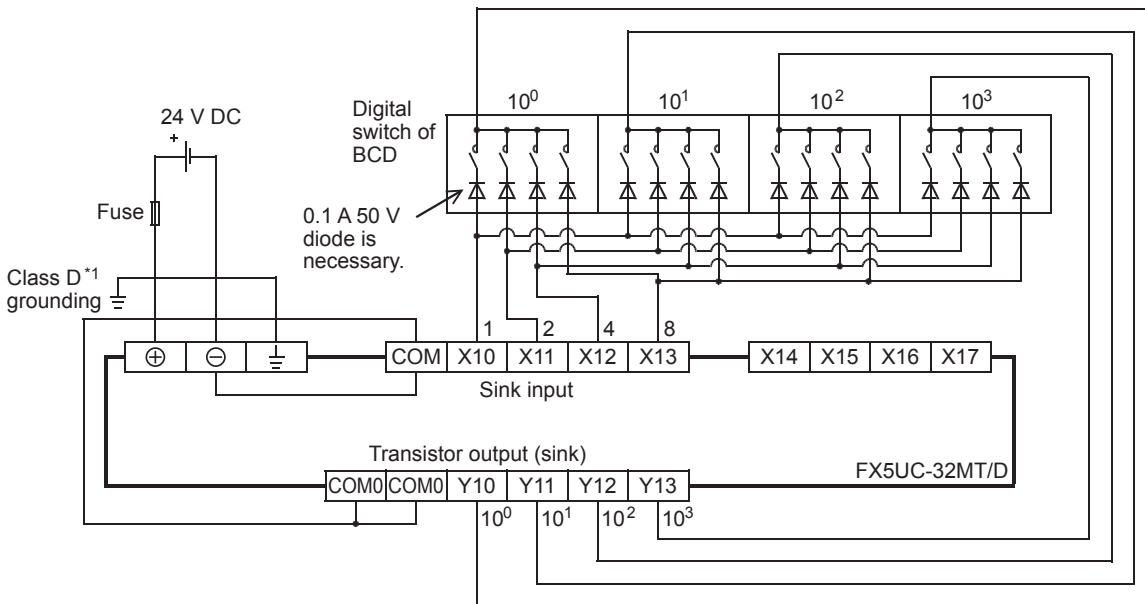 10⁰ 10¹ 10² 10³
Digital
switch of
BCD
24 V DC
+
Fuse
0.1 A 50 V
diode is
necessary.
Class D*1
grounding
1 2 4 8
COM X10 X11 X12 X13 X14 X15 X16 X17
Sink input
Transistor output (sink)
FX5UC-32MT/D
COM0 COM0 Y10 Y11 Y12 Y13
10⁰ 10¹ 10² 10³